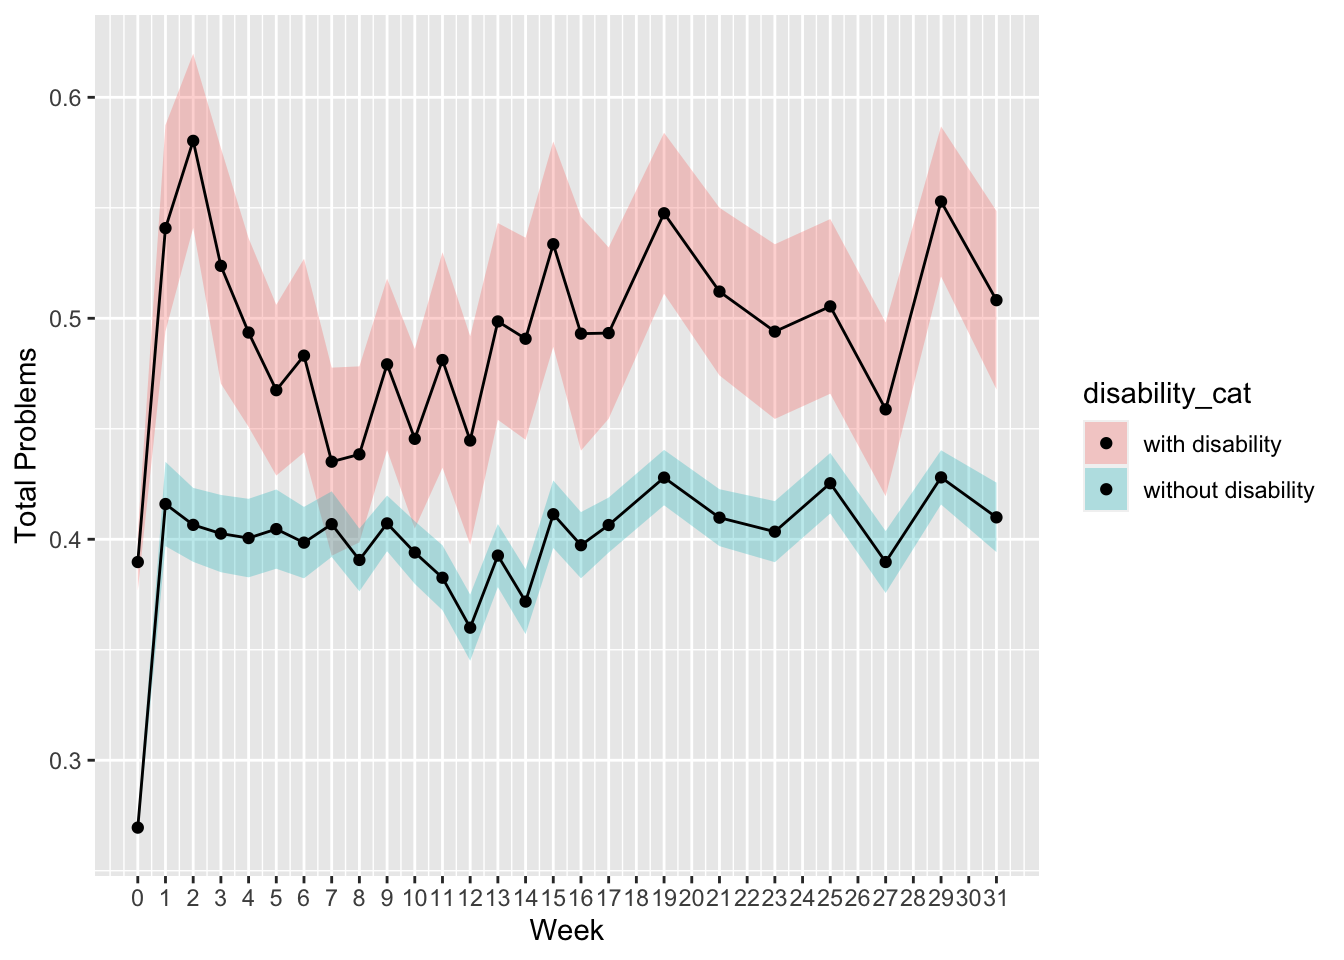 0.6
0.5
0.4
0.3
Total Problems
0 1 2 3 4 5 6 7 8 9 10 11 12 13 14 15 16 17 18 19 20 21 22 23 24 25 26 27 28 29 30 31
Week
disability_cat
with disability
without disability